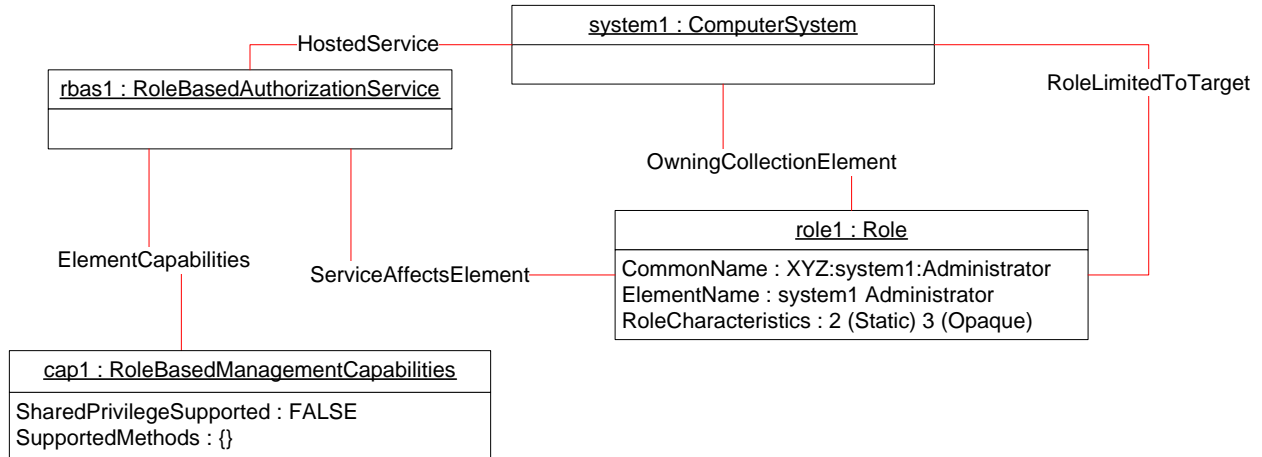 system1 : ComputerSystem
HostedService
rbas1 : RoleBasedAuthorizationService
RoleLimitedToTarget
OwningCollectionElement
role1 : Role
CommonName : XYZ:system1:Administrator
ElementName : system1 Administrator
RoleCharacteristics : 2 (Static) 3 (Opaque)
ElementCapabilities
ServiceAffectsElement
cap1 : RoleBasedManagementCapabilities
SharedPrivilegeSupported : FALSE
SupportedMethods : {}